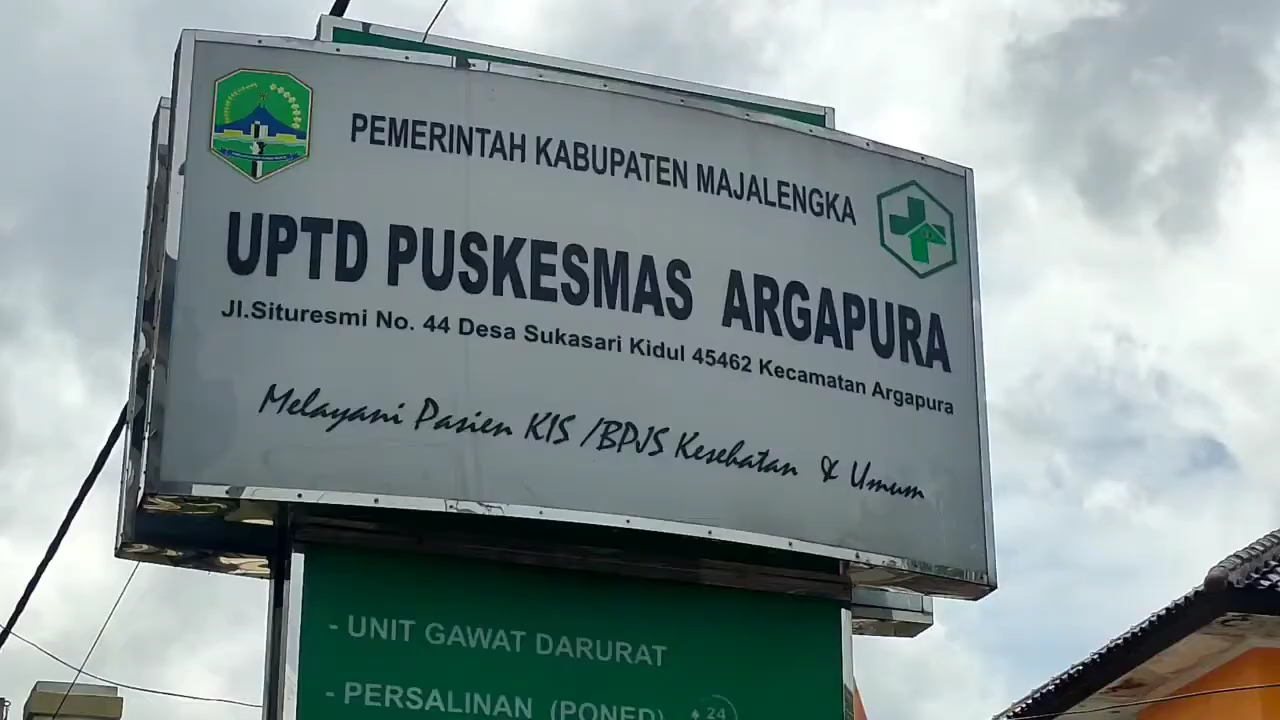 PEMERINTAH KABUPATEN MAJALENGKA
UPTD PUSKESMAS ARGAPURA
Jl.Situresmi No. 44 Desa Sukasari Kidul 45462 Kecamatan Argapura
Melayani Pasien KIS /BPJS Kesehatan & Umum
- UNIT GAWAT DARURAT
- PERSALINAN (PONED)
24